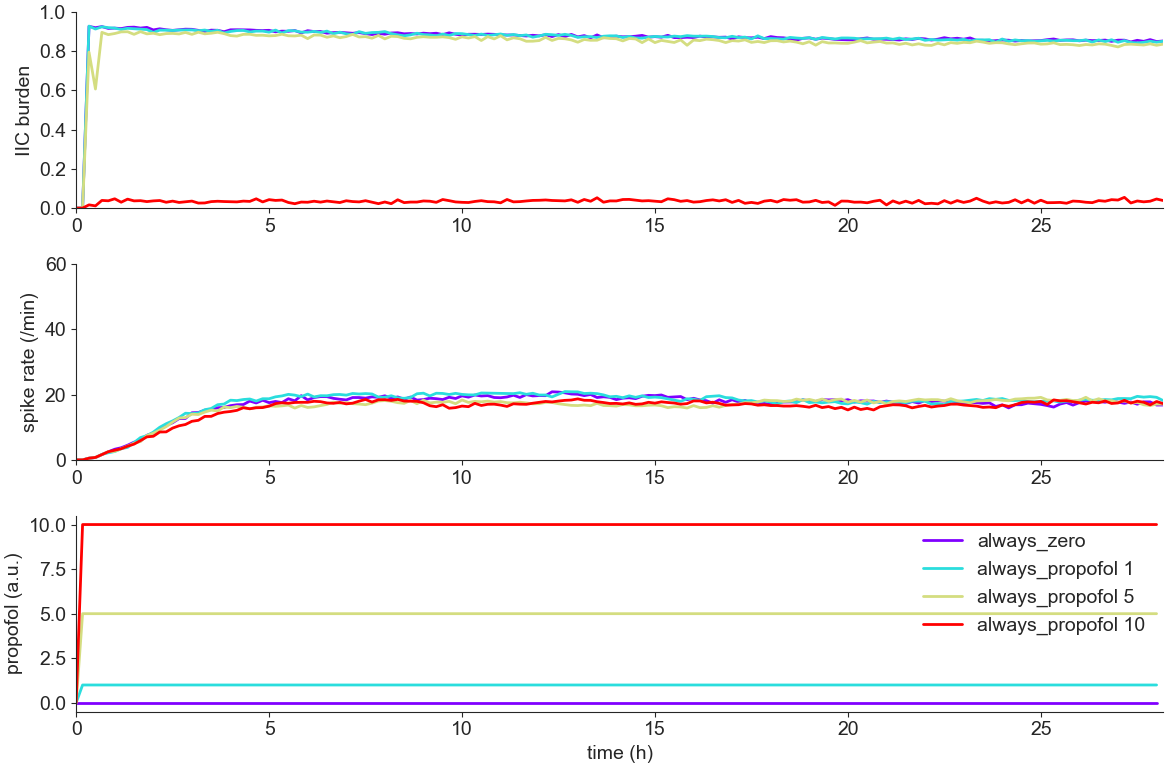 IIC burden
1.0
0.8
0.6
0.4
0.2
0.0
0 5 10 15 20 25
spike rate (/min)
60
40
20
0
0 5 10 15 20 25
propofol (a.u.)
10.0
7.5
5.0
2.5
0.0
always_zero
always_propofol 1
always_propofol 5
always_propofol 10
0 5 10 15 20 25
time (h)